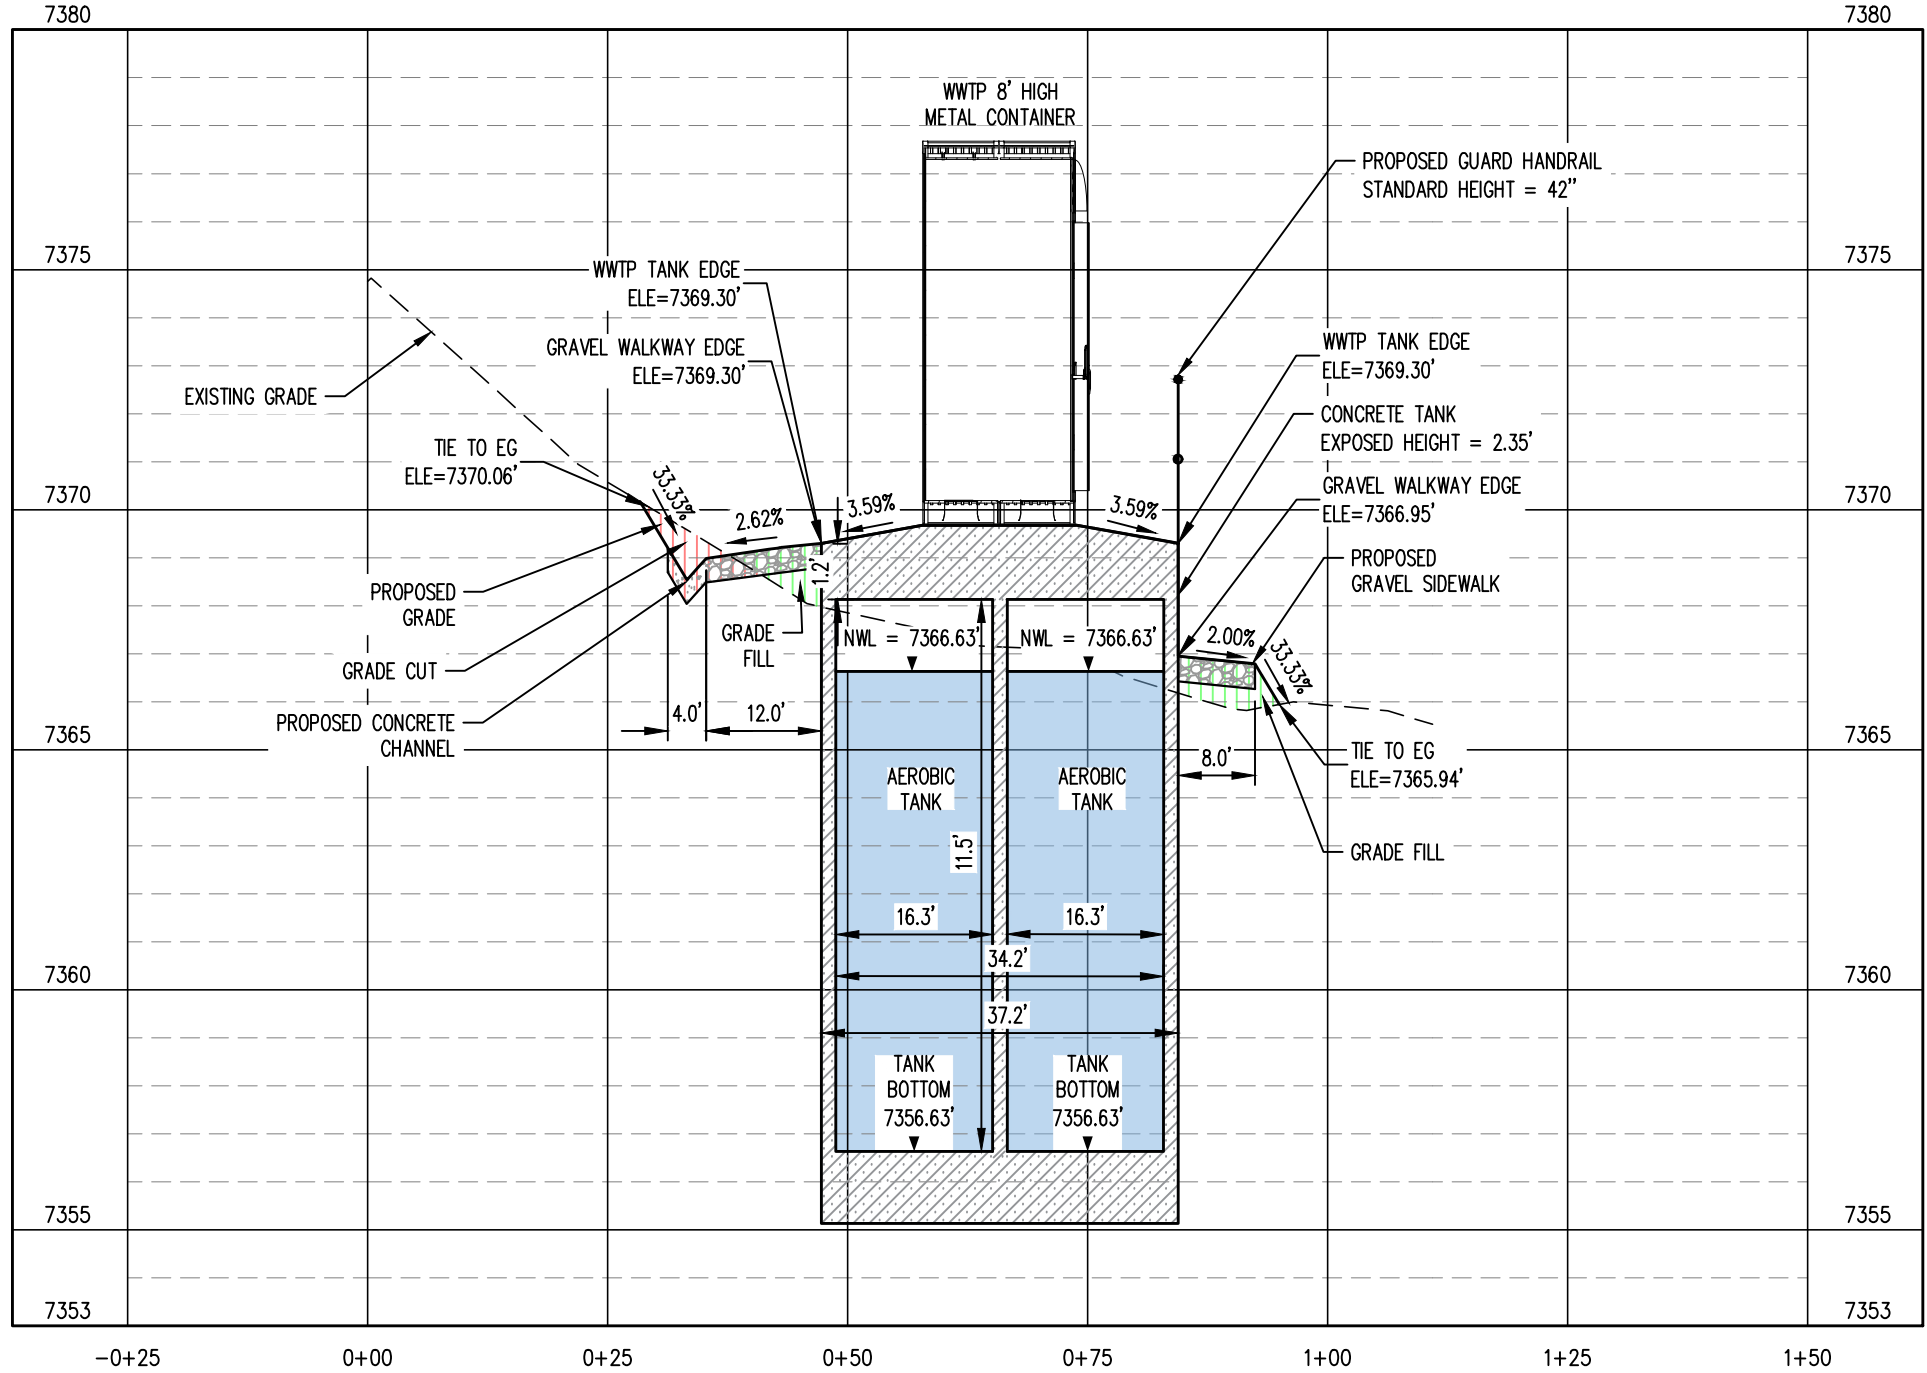 7380
7380
WWTP 8' HIGH
METAL CONTAINER
PROPOSED GUARD HANDRAIL
STANDARD HEIGHT = 42"
7375
7375
WWTP TANK EDGE
ELE=7369.30'
GRAVEL WALKWAY EDGE
ELE=7369.30'
WWTP TANK EDGE
ELE=7369.30'
EXISTING GRADE
CONCRETE TANK
EXPOSED HEIGHT = 2.35'
TIE TO EG
ELE=7370.06'
GRAVEL WALKWAY EDGE
ELE=7366.95'
7370
7370
33.33%
2.62%
3.59%
3.59%
1.2'
PROPOSED
GRAVEL SIDEWALK
PROPOSED
GRADE
GRADE
FILL
NWL = 7366.63'
NWL = 7366.63'
2.00%
33.33%
GRADE CUT
4.0'
12.0'
PROPOSED CONCRETE
CHANNEL
7365
7365
8.0'
TIE TO EG
ELE=7365.94'
AEROBIC
TANK
AEROBIC
TANK
11.5'
GRADE FILL
16.3'
16.3'
34.2'
7360
7360
37.2'
TANK
BOTTOM
7356.63'
TANK
BOTTOM
7356.63'
7355
7355
7353
7353
-0+25
0+00
0+25
0+50
0+75
1+00
1+25
1+50